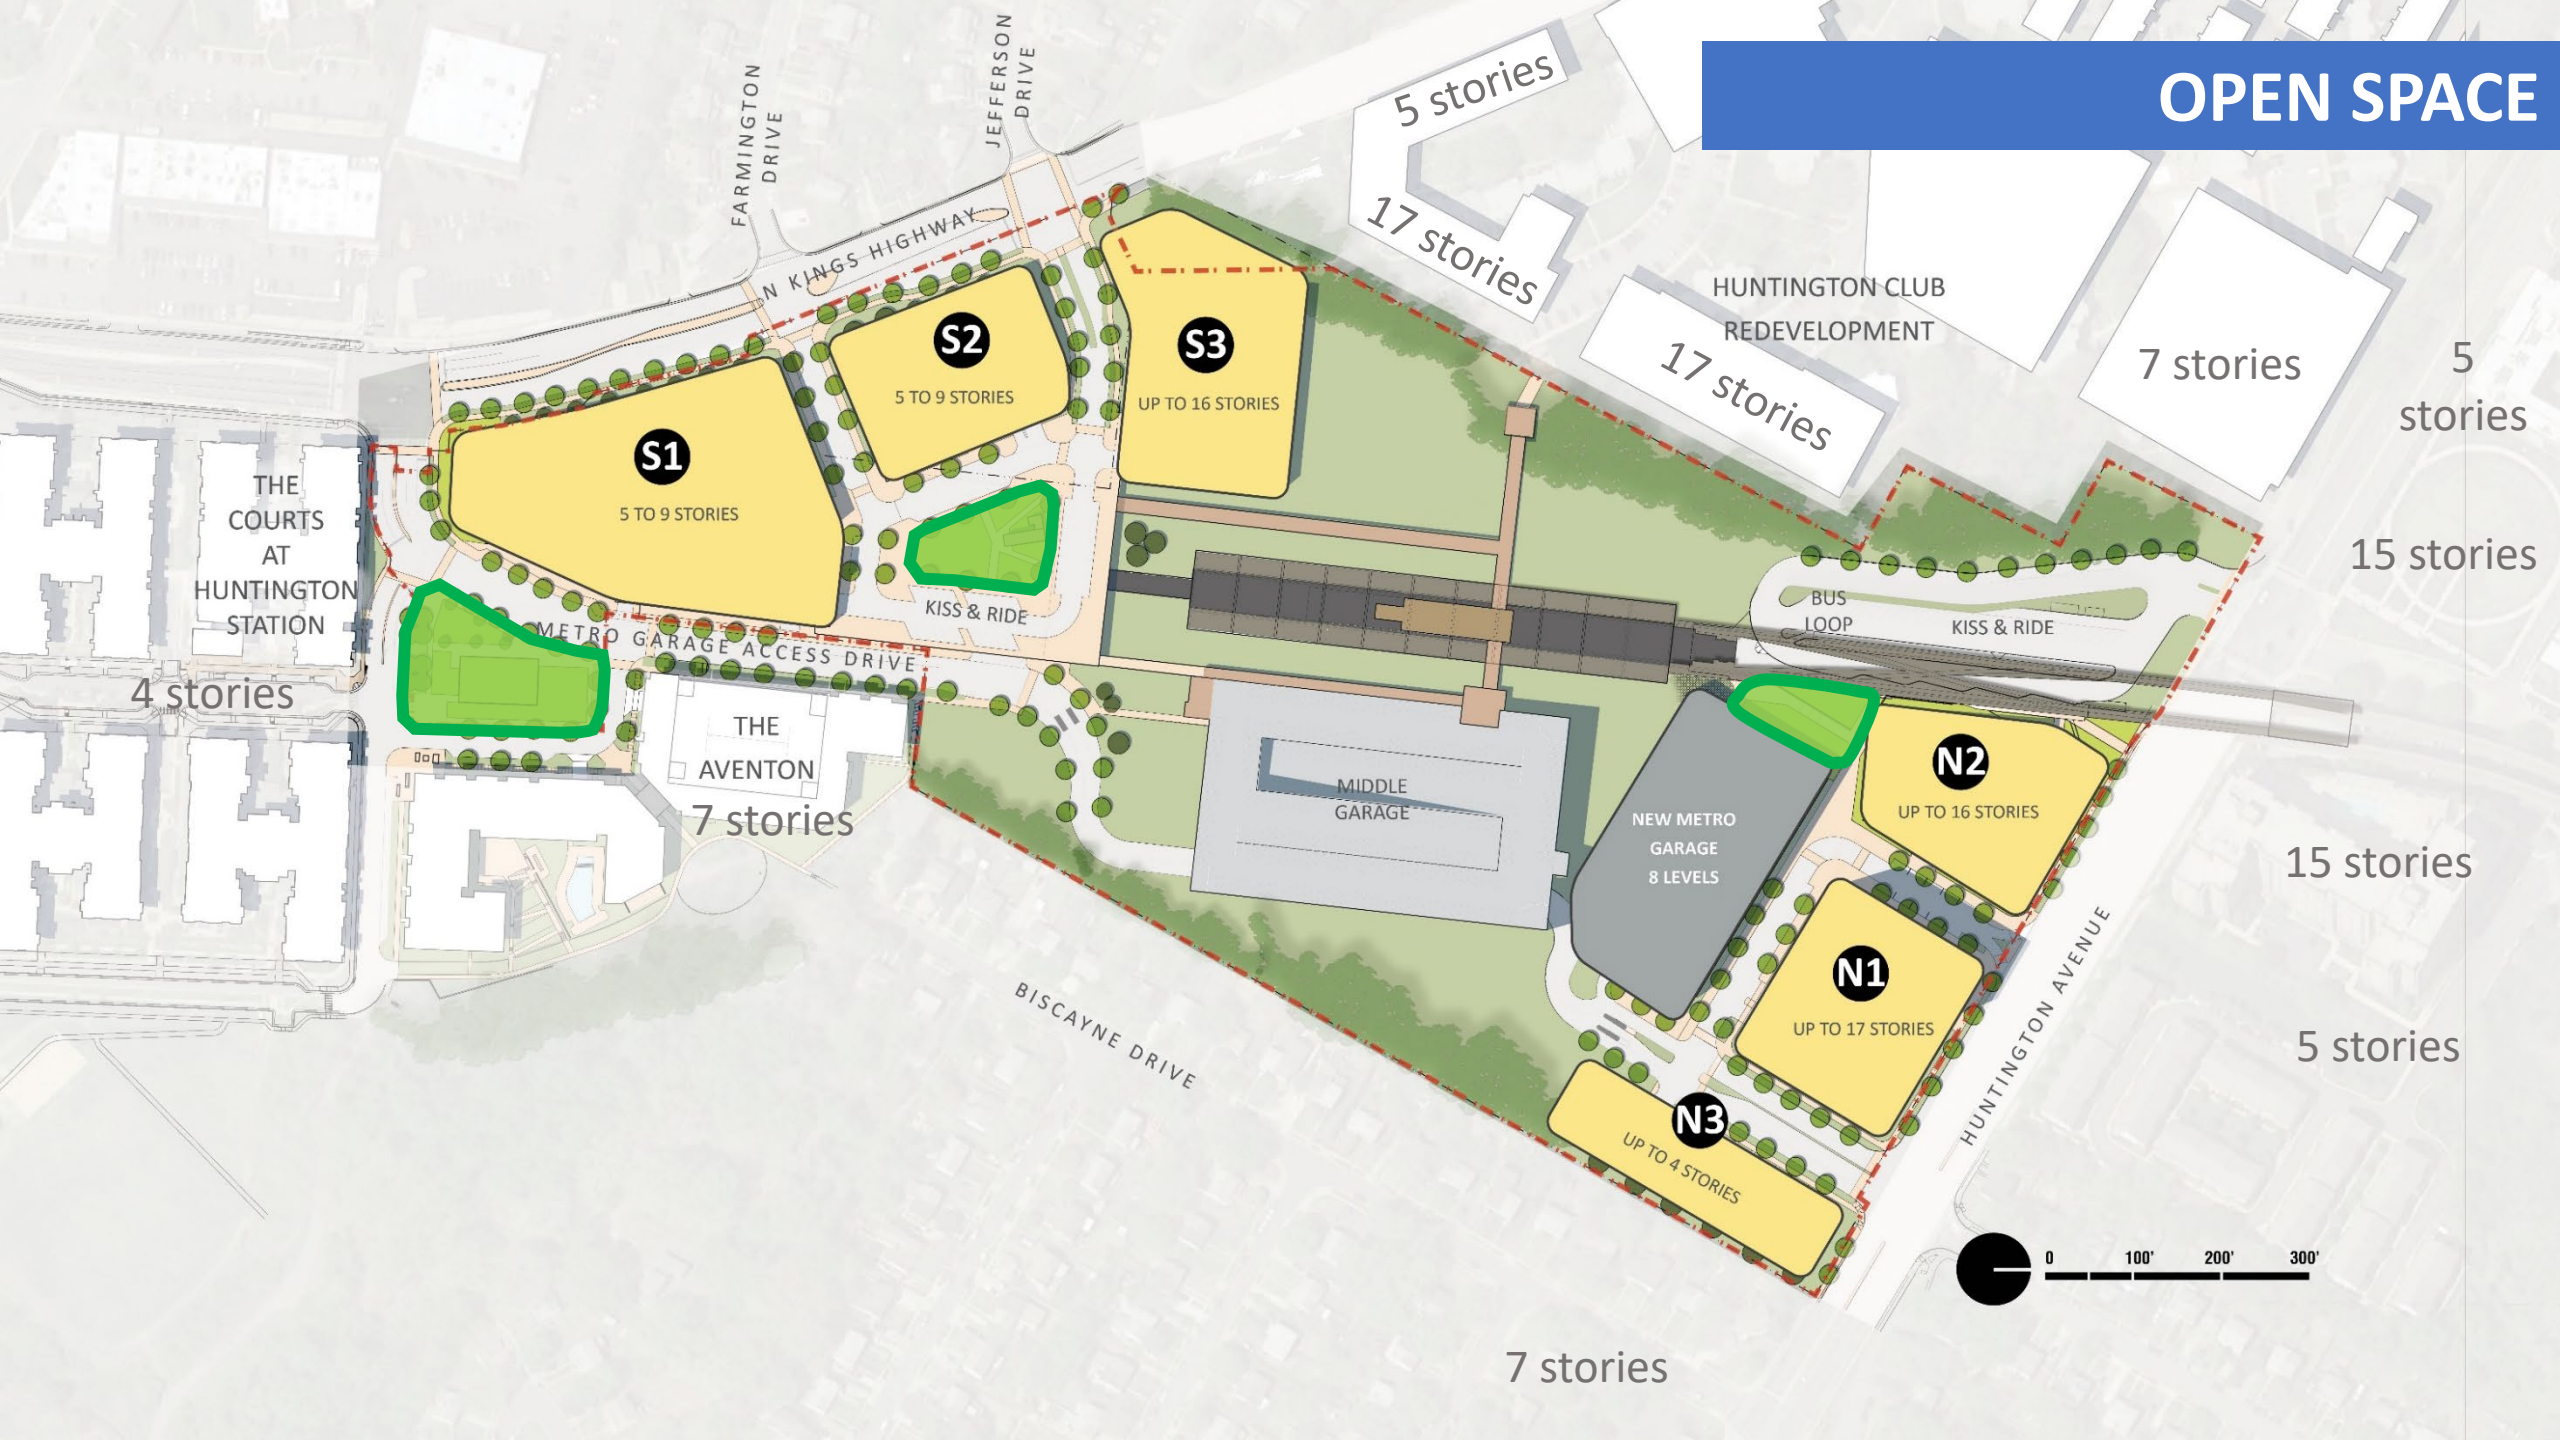 OPEN SPACE
FARMINGTON
DRIVE
JEFFERSON
DRIVE
N KINGS HIGHWAY
5 stories
17 stories
17 stories
HUNTINGTON CLUB
REDEVELOPMENT
7 stories
5
stories
15 stories
15 stories
5 stories
S1
5 TO 9 STORIES
S2
5 TO 9 STORIES
S3
UP TO 16 STORIES
THE
COURTS
AT
HUNTINGTON
STATION
4 stories
KISS & RIDE
METRO GARAGE ACCESS DRIVE
THE
AVENTON
7 stories
BUS
LOOP
KISS & RIDE
MIDDLE
GARAGE
NEW METRO
GARAGE
8 LEVELS
N2
UP TO 16 STORIES
N1
UP TO 17 STORIES
N3
UP TO 4 STORIES
BISCAYNE DRIVE
HUNTINGTON AVENUE
0 100' 200' 300'
7 stories